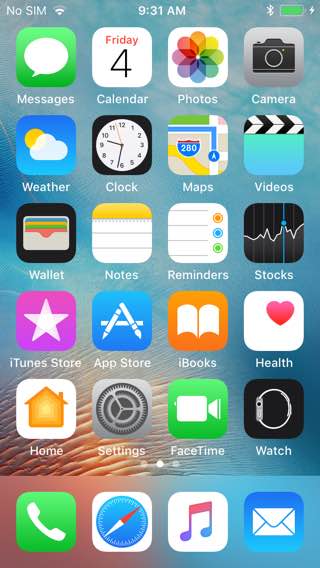 No SIM 9:31 AM
Friday
4
280
Messages Calendar Photos Camera
Weather Clock Maps Videos
Wallet Notes Reminders Stocks
iTunes Store App Store iBooks Health
Home Settings FaceTime Watch